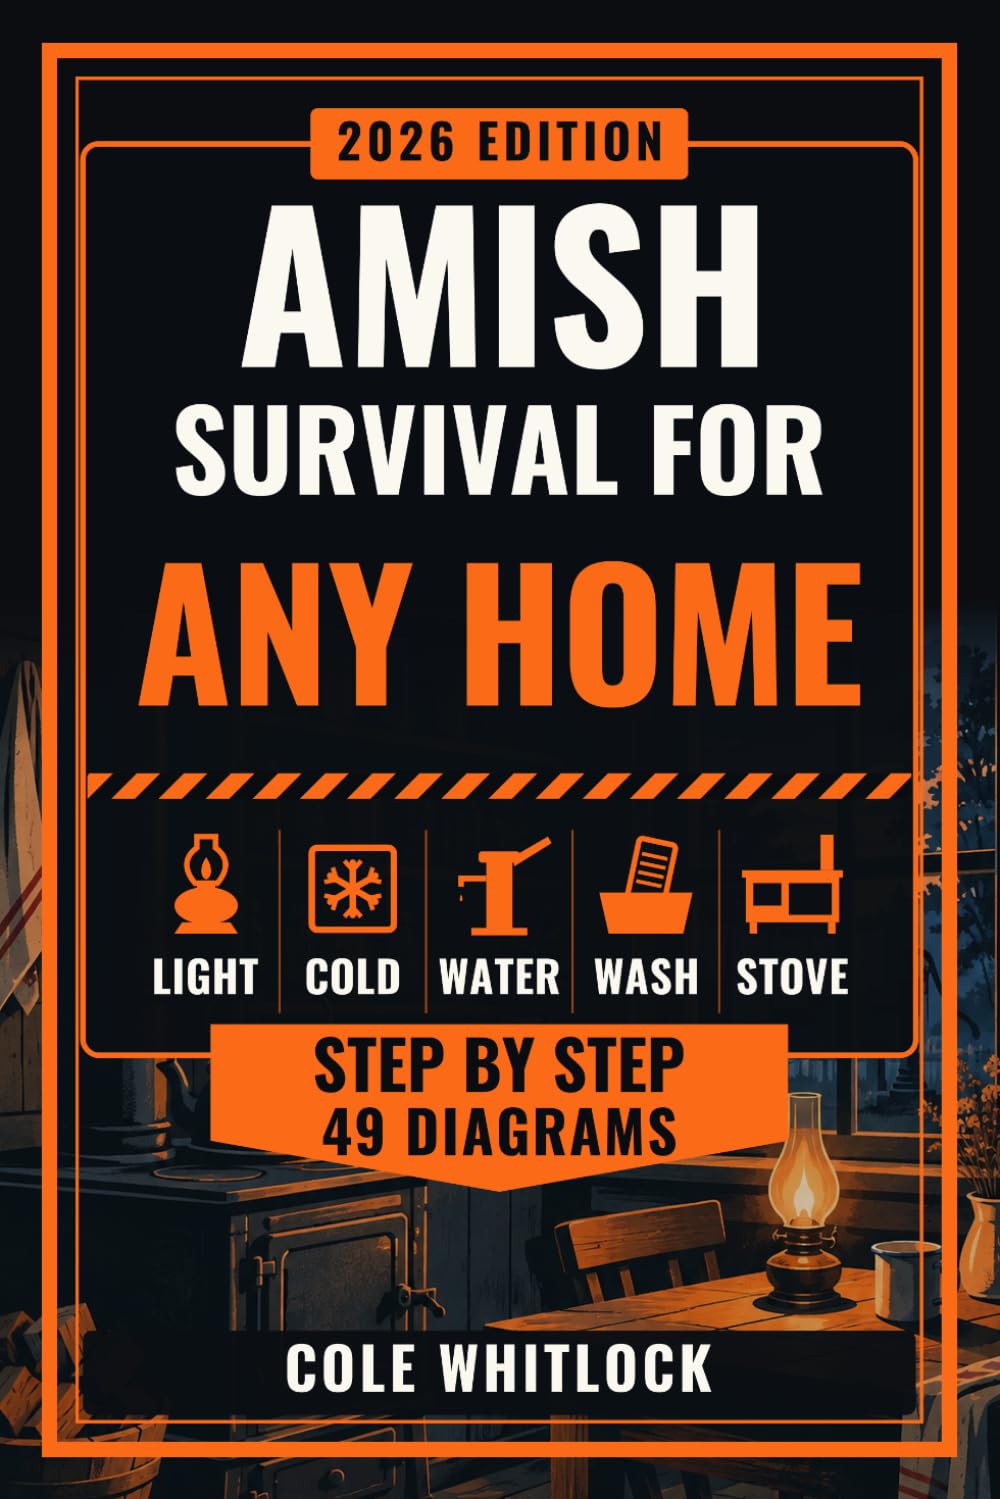 2026 EDITION
AMISH
SURVIVAL FOR
ANY HOME
LIGHT
COLD
WATER
WASH
STOVE
STEP BY STEP
49 DIAGRAMS
COLE WHITLOCK